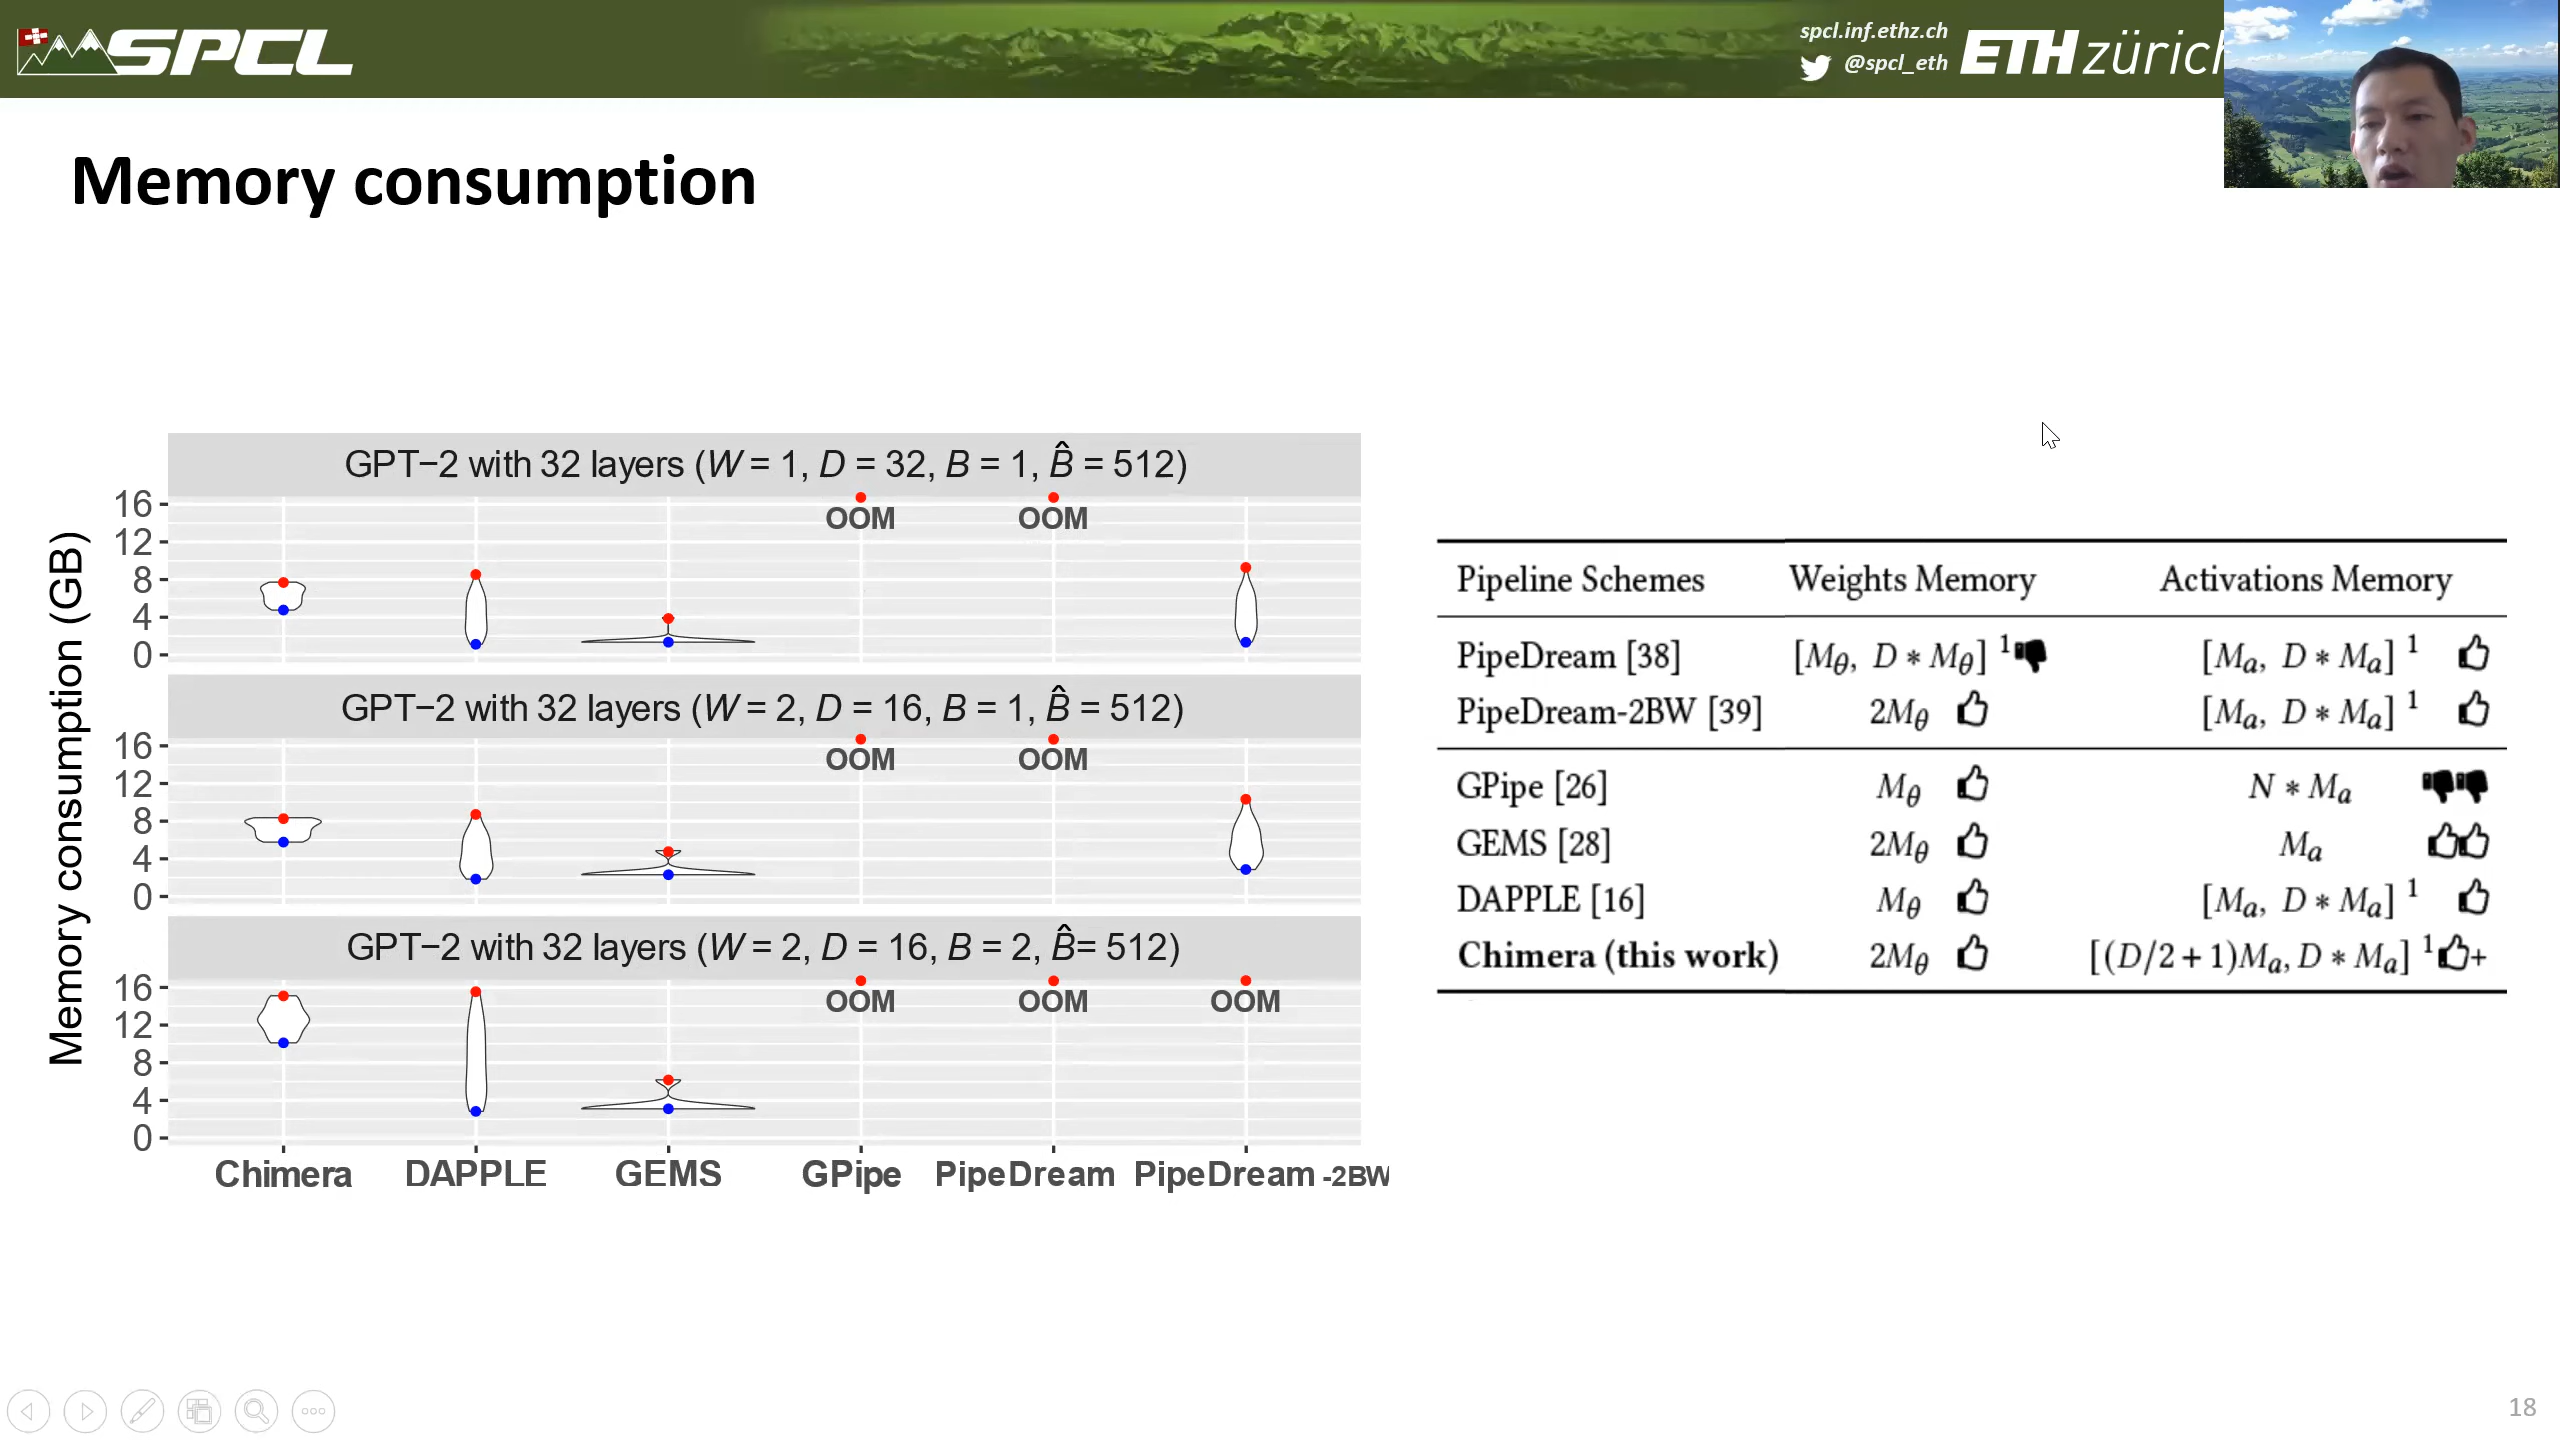 SPCL
spcl.inf.ethz.ch
@spcl_eth
ETH zürich
Memory consumption
Memory consumption (GB)
GPT−2 with 32 layers (W = 1, D = 32, B = 1, B̂ = 512)
16
12
8
4
0
OOM
OOM
GPT−2 with 32 layers (W = 2, D = 16, B = 1, B̂ = 512)
16
12
8
4
0
OOM
OOM
GPT−2 with 32 layers (W = 2, D = 16, B = 2, B̂= 512)
16
12
8
4
0
OOM
OOM
OOM
Chimera DAPPLE GEMS GPipe PipeDream PipeDream -2BW
Pipeline Schemes Weights Memory Activations Memory
PipeDream [38] [Mθ, D∗Mθ] ¹ [Ma, D∗Ma] ¹
PipeDream-2BW [39] 2Mθ [Ma, D∗Ma] ¹
GPipe [26] Mθ N∗Ma
GEMS [28] 2Mθ Ma
DAPPLE [16] Mθ [Ma, D∗Ma] ¹
Chimera (this work) 2Mθ [(D/2+1)Ma, D∗Ma] ¹ +
18